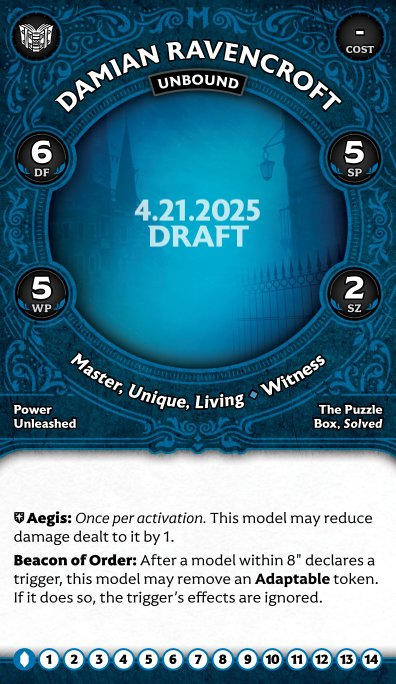 -
COST
DAMIAN RAVENCROFT
UNBOUND
6
DF
5
SP
4.21.2025
DRAFT
5
WP
2
SZ
Master, Unique, Living ◆ Witness
Power
Unleashed
The Puzzle
Box, Solved
Aegis: Once per activation. This model may reduce
damage dealt to it by 1.
Beacon of Order: After a model within 8" declares a
trigger, this model may remove an Adaptable token.
If it does so, the trigger's effects are ignored.
1 2 3 4 5 6 7 8 9 10 11 12 13 14